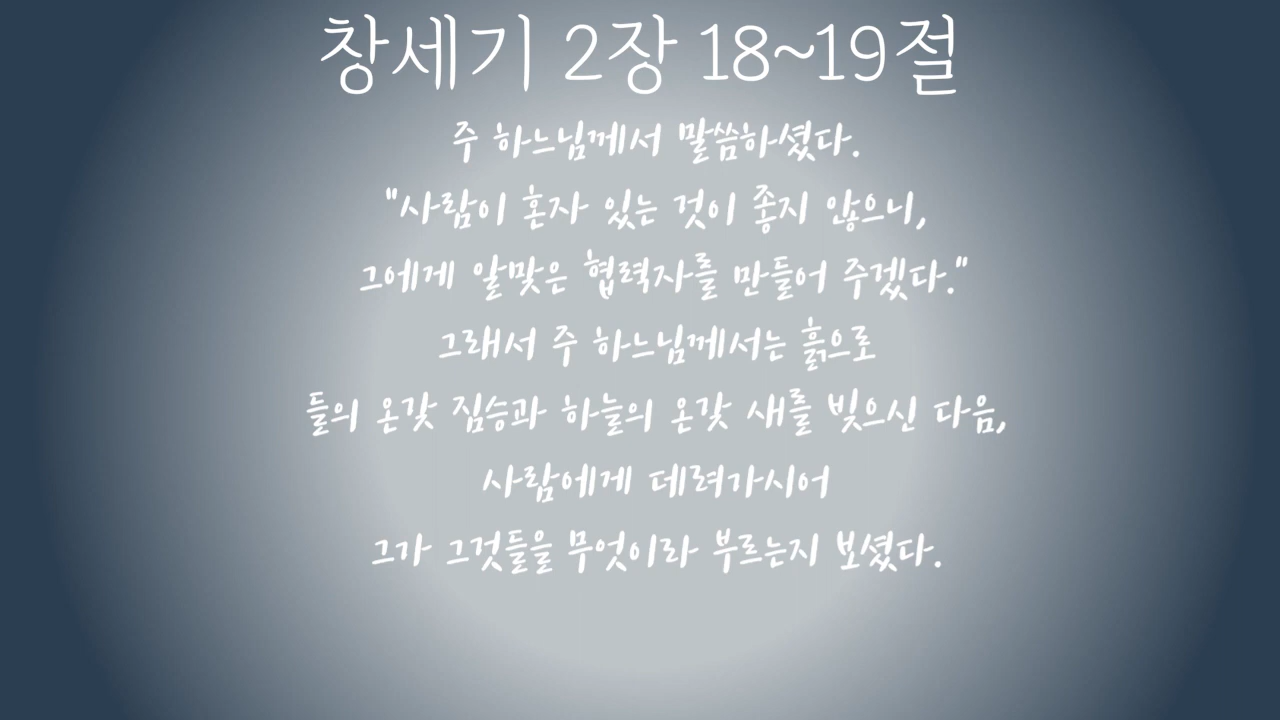 창세기 2장 18~19절
주 하느님께서 말씀하셨다.
"사람이 혼자 있는 것이 좋지 않으니,
그에게 알맞은 협력자를 만들어 주겠다."
그래서 주 하느님께서는 흙으로
들의 온갖 짐승과 하늘의 온갖 새를 빚으신 다음,
사람에게 데려가시어
그가 그것들을 무엇이라 부르는지 보셨다.